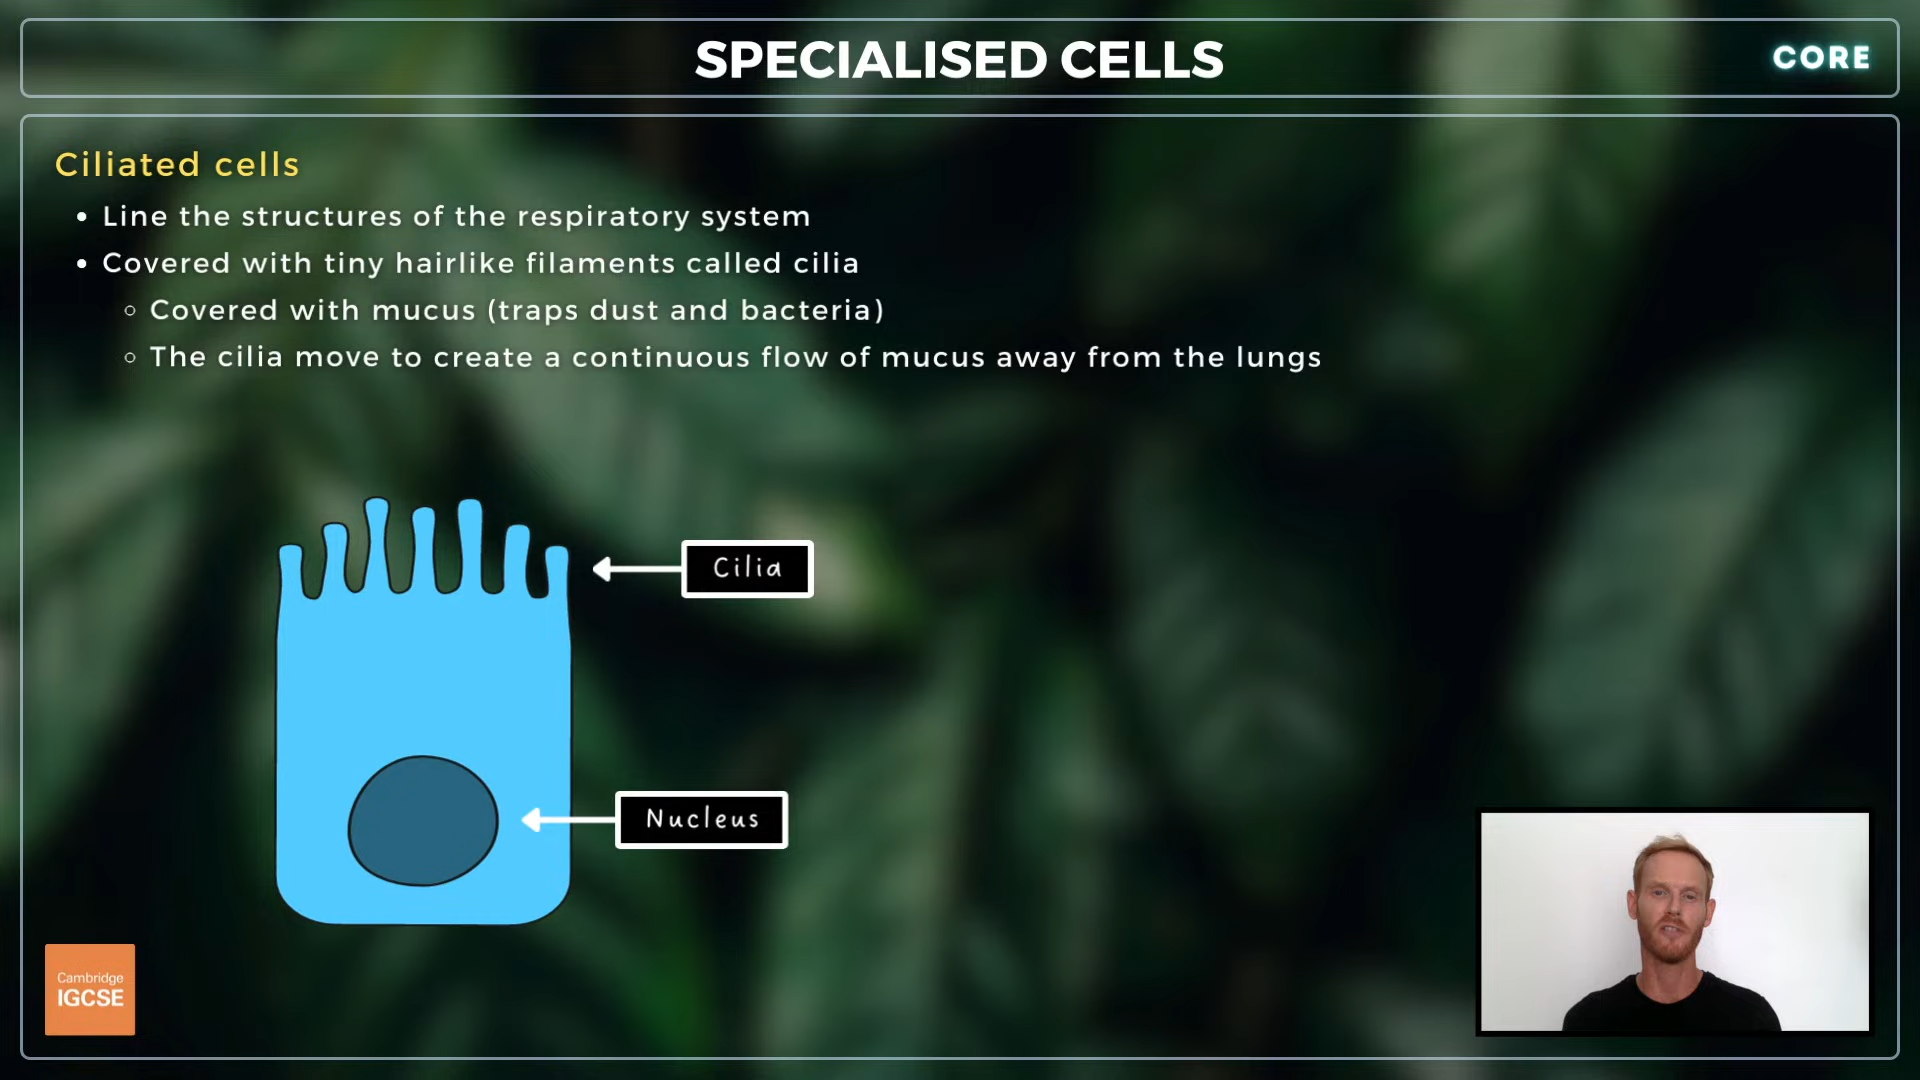 SPECIALISED CELLS
CORE
Ciliated cells
• Line the structures of the respiratory system
• Covered with tiny hairlike filaments called cilia
◦ Covered with mucus (traps dust and bacteria)
◦ The cilia move to create a continuous flow of mucus away from the lungs
Cilia
Nucleus
Cambridge
IGCSE